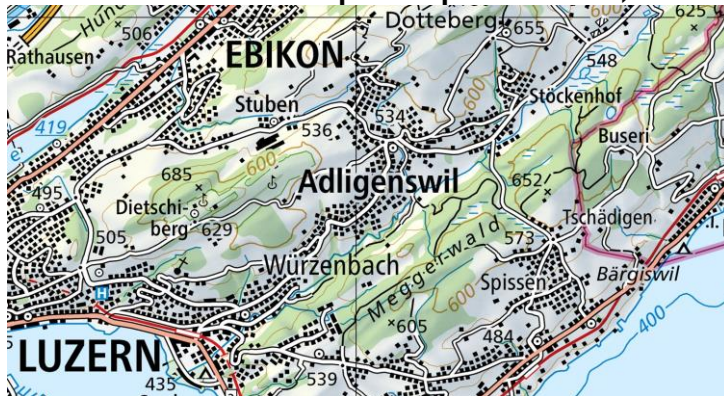 Dotteberg
655
625
506
Rathausen
EBIKON
548
Stuben
Stöckenhof
419
536
534
Buseri
600
600
685
Adligenswil
652
495
Dietschi-
berg
629
Tschädigen
505
573
Würzenbach
Meggerwald
Spissen
Bärgiswil
H
600
605
400
484
LUZERN
539
435